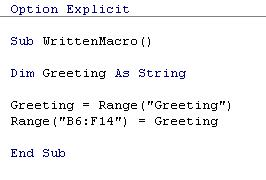 Option Explicit
Sub WrittenMacro()
Dim Greeting As String
Greeting = Range("Greeting")
Range("B6:F14") = Greeting
End Sub